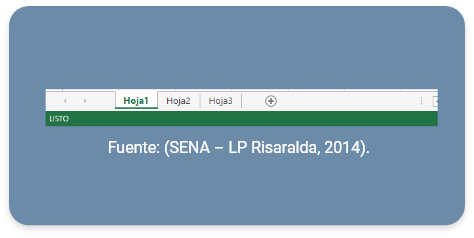 Hoja1 Hoja2 Hoja3
LISTO
Fuente: (SENA – LP Risaralda, 2014).